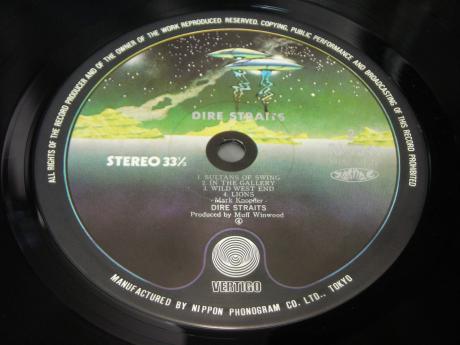 ALL RIGHTS OF THE RECORD PRODUCER AND OF THE OWNER OF THE WORK REPRODUCED RESERVED. COPYING, PUBLIC PERFORMANCE AND BROADCASTING OF THIS RECORD PROHIBITED
DIRE STRAITS
2
STEREO 33⅓
1. SULTANS OF SWING
2. IN THE GALLERY
3. WILD WEST END
4. LIONS
-Mark Knopfler-
DIRE STRAITS
Produced by Muff Winwood
VERTIGO
MANUFACTURED BY NIPPON PHONOGRAM CO. LTD., TOKYO